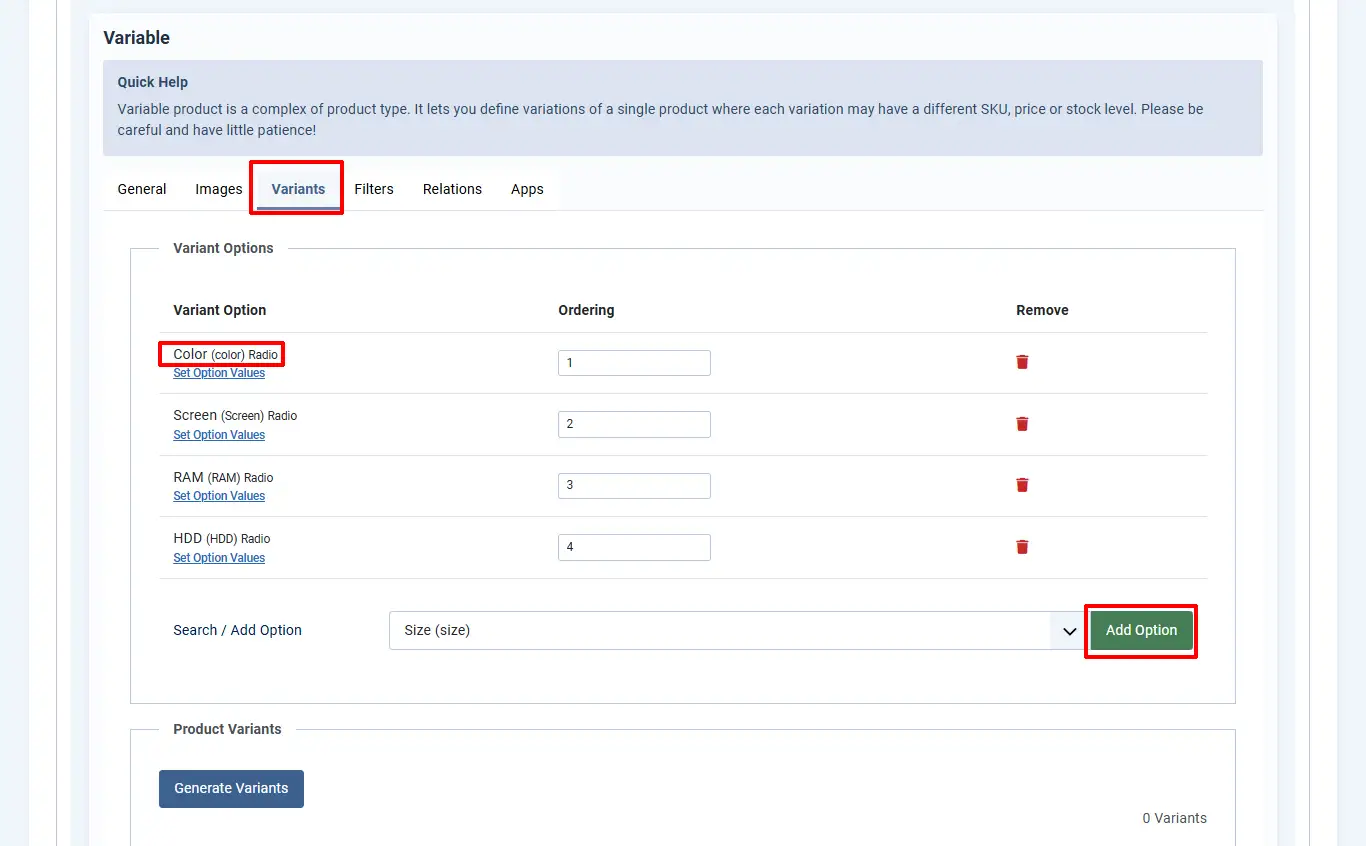 Variable
Quick Help
Variable product is a complex of product type. It lets you define variations of a single product where each variation may have a different SKU, price or stock level. Please be
careful and have little patience!
General Images Variants Filters Relations Apps
Variant Options
Variant Option Ordering Remove
Color (color) Radio
Set Option Values
1
Screen (Screen) Radio
Set Option Values
2
RAM (RAM) Radio
Set Option Values
3
HDD (HDD) Radio
Set Option Values
4
Search / Add Option Size (size) Add Option
Product Variants
Generate Variants
0 Variants